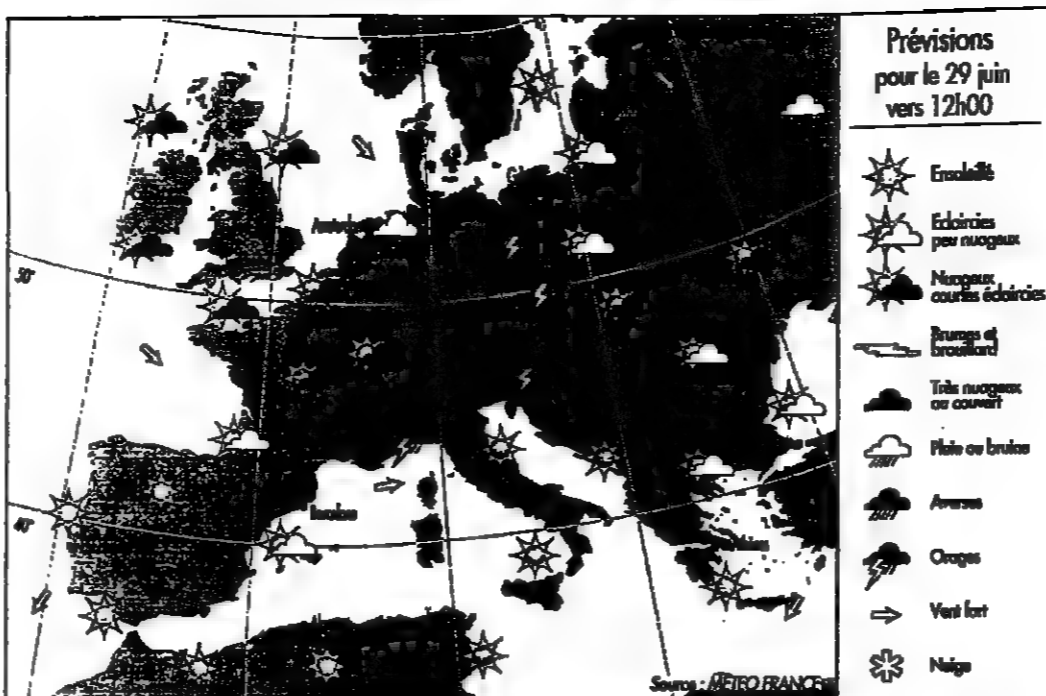 Prévisions
pour le 29 juin
vers 12h00
Ensoleillé
Eclaircies
peu nuageux
Nuageux
courtes éclaircies
Brumes et
brouillard
Très nuageux
ou couvert
Pluie ou bruine
Averses
Orages
Vent fort
Neige
50°
40°
Source : METEO FRANCE